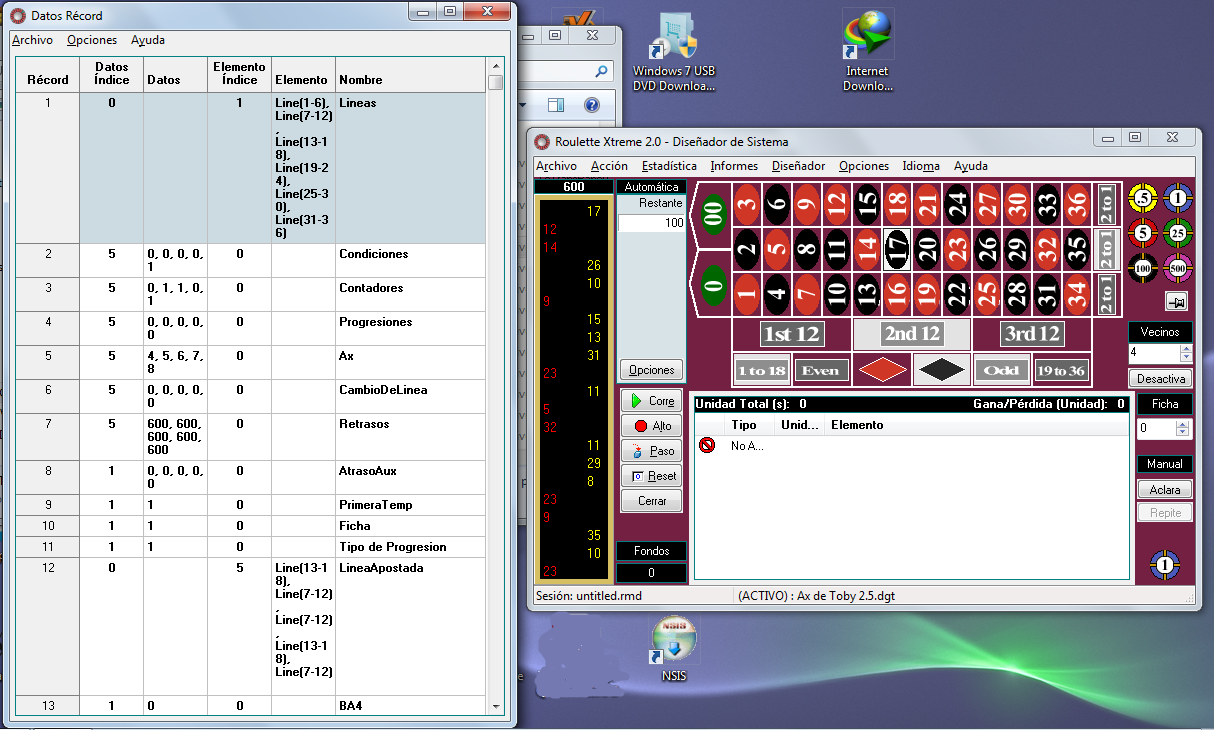 Datos Récord
Archivo Opciones Ayuda
Récord Datos Índice Datos Elemento Índice Elemento Nombre
1 0 1 Line(1-6), Lineas
Line(7-12)
,
Line(13-1
8),
Line(19-2
4),
Line(25-3
0),
Line(31-3
6)
2 5 0, 0, 0, 0, 0 Condiciones
1
3 5 0, 1, 1, 0, 0 Contadores
1
4 5 0, 0, 0, 0, 0 Progresiones
0
5 5 4, 5, 6, 7, 0 Ax
8
6 5 0, 0, 0, 0, 0 CambioDeLinea
0
7 5 600, 600, 0 Retrasos
600, 600,
600
8 1 0, 0, 0, 0, 0 AtrasoAux
0
9 1 1 0 PrimeraTemp
10 1 1 0 Ficha
11 1 1 0 Tipo de Progresion
12 0 5 Line(13-1 LineaApostada
8),
Line(7-12)
,
Line(7-12)
,
Line(13-1
8),
Line(7-12)
13 1 0 0 BA4
Windows 7 USB
DVD Downloa...
Internet
Downlo...
Roulette Xtreme 2.0 - Diseñador de Sistema
Archivo Acción Estadística Informes Diseñador Opciones Idioma Ayuda
600
17
12
14
26
10
9
15
13
31
23
11
5
32
11
29
8
23
9
35
10
23
Automática
Restante
100
Opciones
Corre
Alto
Paso
Reset
Cerrar
Fondos
0
00 3 6 9 12 15 18 21 24 27 30 33 36 2 to 1
2 5 8 11 14 17 20 23 26 29 32 35 2 to 1
0 1 4 7 10 13 16 19 22 25 28 31 34 2 to 1
1st 12 2nd 12 3rd 12
1 to 18 Even Odd 19 to 36
.5 1
5 25
100 500
Vecinos
4
Desactiva
Ficha
0
Manual
Aclara
Repite
1
Unidad Total (s): 0 Gana/Pérdida (Unidad): 0
Tipo Unid... Elemento
No A...
Sesión: untitled.rmd (ACTIVO) : Ax de Toby 2.5.dgt
NSIS
NSIS